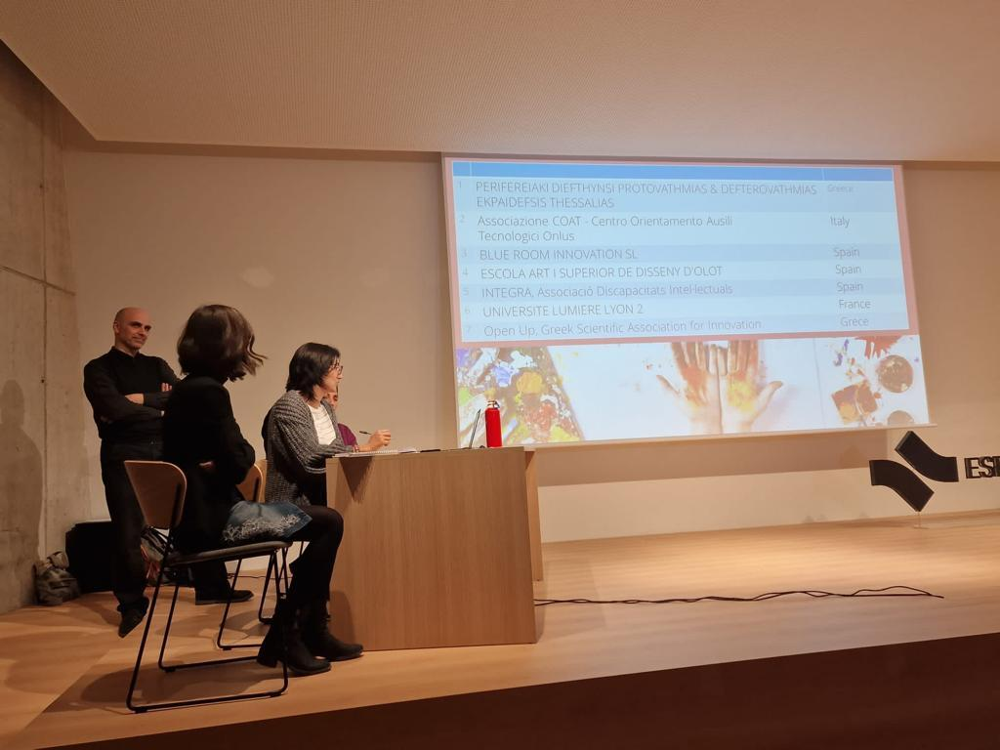 1 PERIFEREIAKI DIEFTHYNSI PROTOVATHMIAS & DEFTEROVATHMIAS Greece
EKPAIDEFSIS THESSALIAS
2 Associazione COAT - Centro Orientamento Ausili Italy
Tecnologici Onlus
3 BLUE ROOM INNOVATION SL Spain
4 ESCOLA ART I SUPERIOR DE DISSENY D'OLOT Spain
5 INTEGRA, Associació Discapacitats Intel·lectuals Spain
6 UNIVERSITE LUMIERE LYON 2 France
7 Open Up, Greek Scientific Association for Innovation Grece